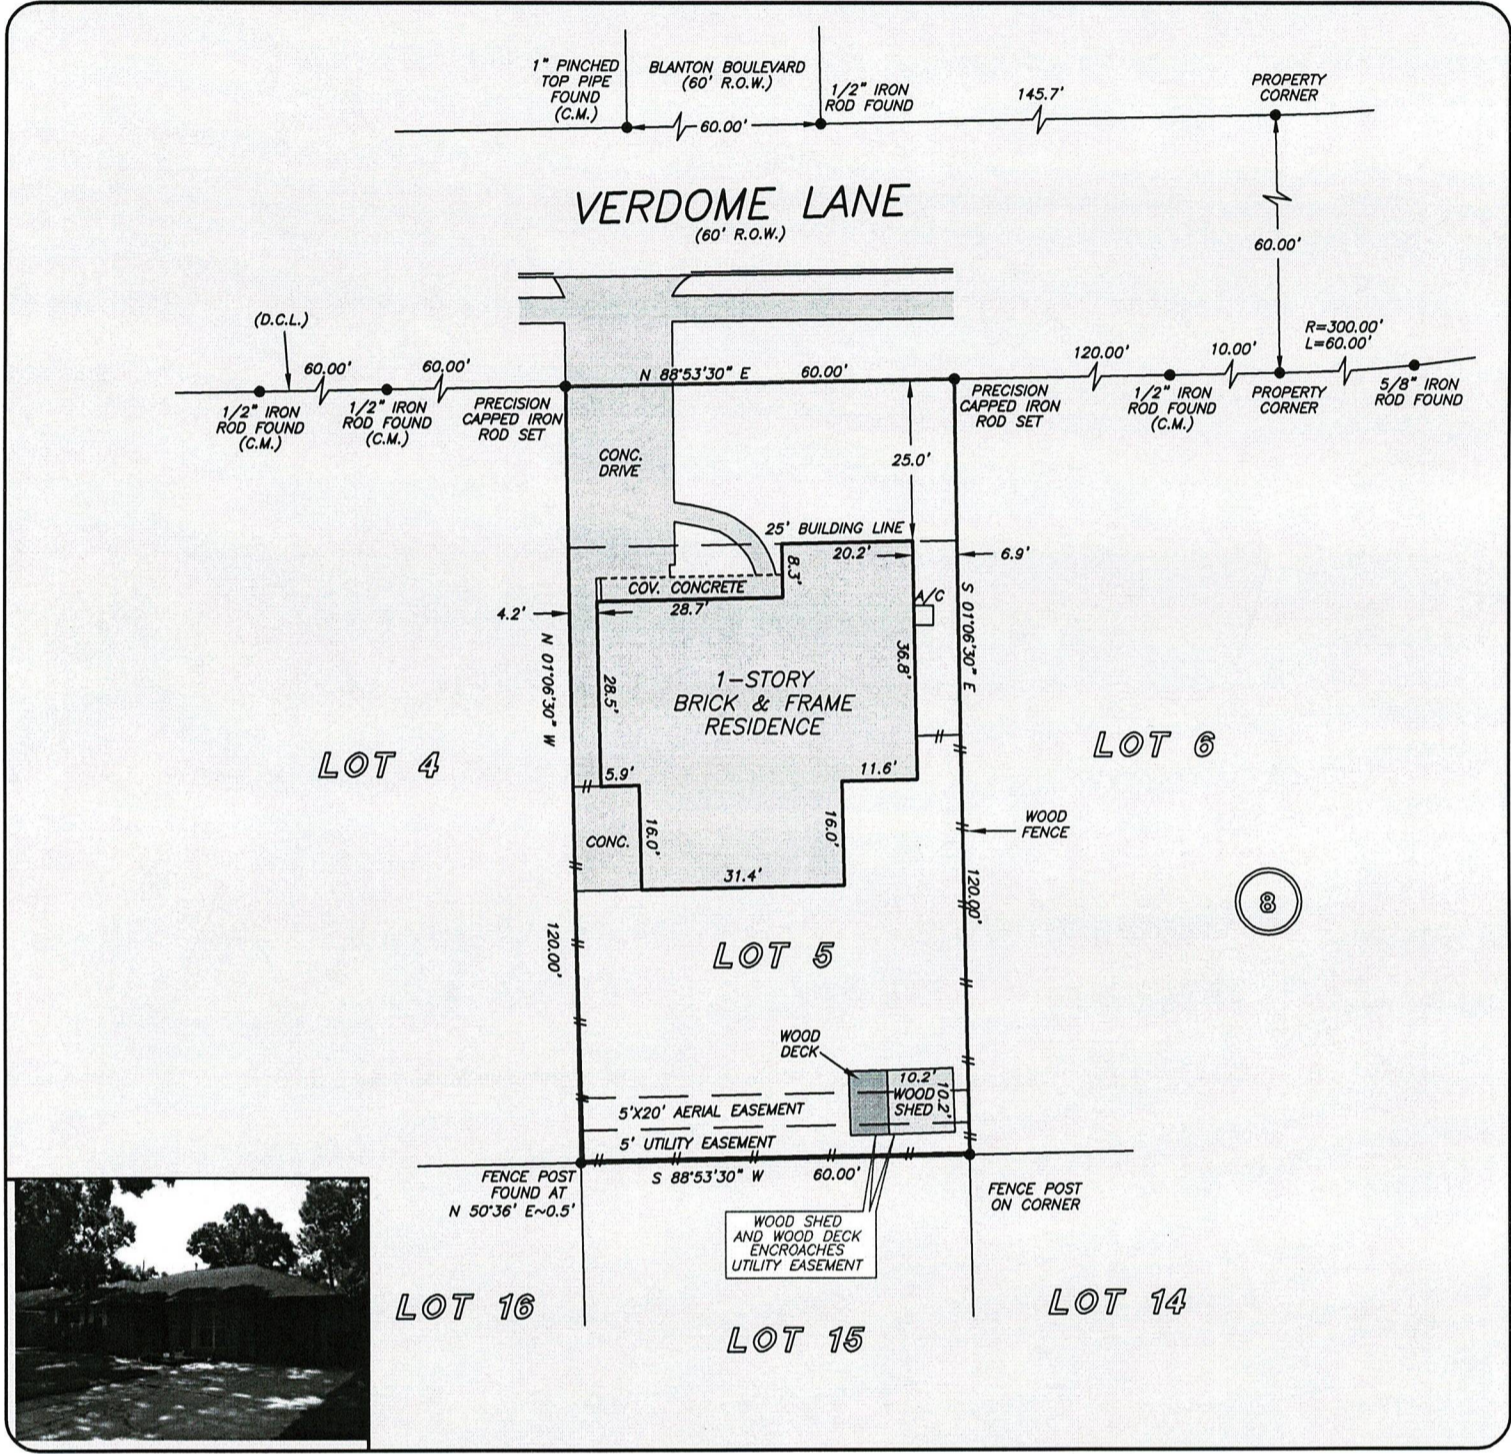 1" PINCHED
TOP PIPE
FOUND
(C.M.)
BLANTON BOULEVARD
(60' R.O.W.)
60.00'
1/2" IRON
ROD FOUND
145.7'
PROPERTY
CORNER
VERDOME LANE
(60' R.O.W.)
60.00'
(D.C.L.)
60.00'
60.00'
N 88°53'30" E
60.00'
120.00'
10.00'
R=300.00'
L=60.00'
1/2" IRON
ROD FOUND
(C.M.)
1/2" IRON
ROD FOUND
(C.M.)
PRECISION
CAPPED IRON
ROD SET
PRECISION
CAPPED IRON
ROD SET
1/2" IRON
ROD FOUND
(C.M.)
PROPERTY
CORNER
5/8" IRON
ROD FOUND
CONC.
DRIVE
25.0'
25' BUILDING LINE
20.2'
6.9'
8.3'
COV. CONCRETE
28.7'
4.2'
A/C
N 01°06'30" W
S 01°06'30" E
28.5'
36.8'
1-STORY
BRICK & FRAME
RESIDENCE
LOT 4
LOT 6
5.9'
11.6'
CONC.
16.0'
16.0'
WOOD
FENCE
31.4'
120.00'
120.00'
8
LOT 5
WOOD
DECK
10.2'
10.2'
WOOD
SHED
5'X20' AERIAL EASEMENT
5' UTILITY EASEMENT
S 88°53'30" W
60.00'
FENCE POST
FOUND AT
N 50°36' E~0.5'
FENCE POST
ON CORNER
WOOD SHED
AND WOOD DECK
ENCROACHES
UTILITY EASEMENT
LOT 16
LOT 15
LOT 14